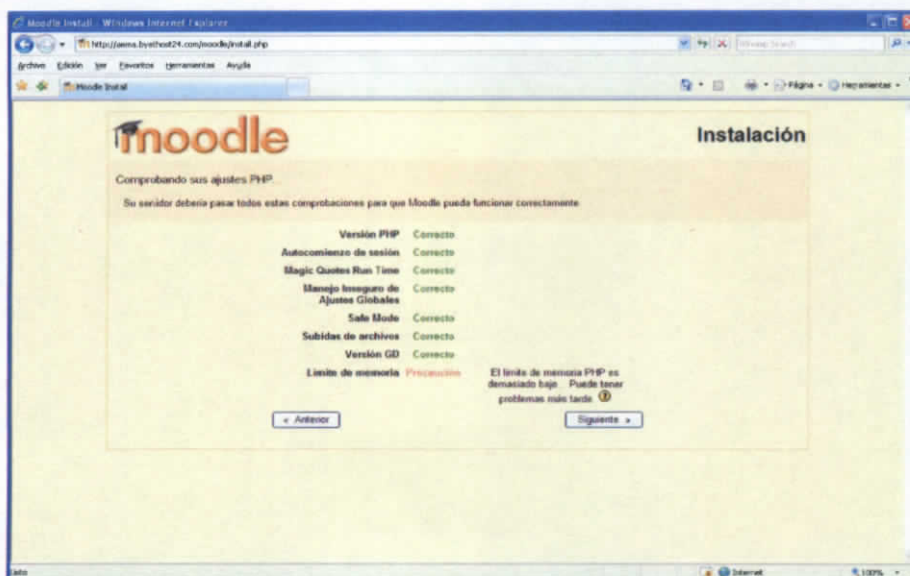 Moodle Install - Windows Internet Explorer
http://aema.byethost24.com/moodle/install.php
Archivo Edición Ver Favoritos Herramientas Ayuda
Moodle Install
Página Herramientas
moodle
Instalación
Comprobando sus ajustes PHP...
Su servidor debería pasar todos estas comprobaciones para que Moodle pueda funcionar correctamente
Versión PHP Correcto
Autocomienzo de sesión Correcto
Magic Quotes Run Time Correcto
Manejo Inseguro de Correcto
Ajustes Globales
Safe Mode Correcto
Subidas de archivos Correcto
Versión GD Correcto
Límite de memoria Precaución El límite de memoria PHP es
demasiado bajo... Puede tener
problemas más tarde.
« Anterior
Siguiente »
Listo
Internet
100%